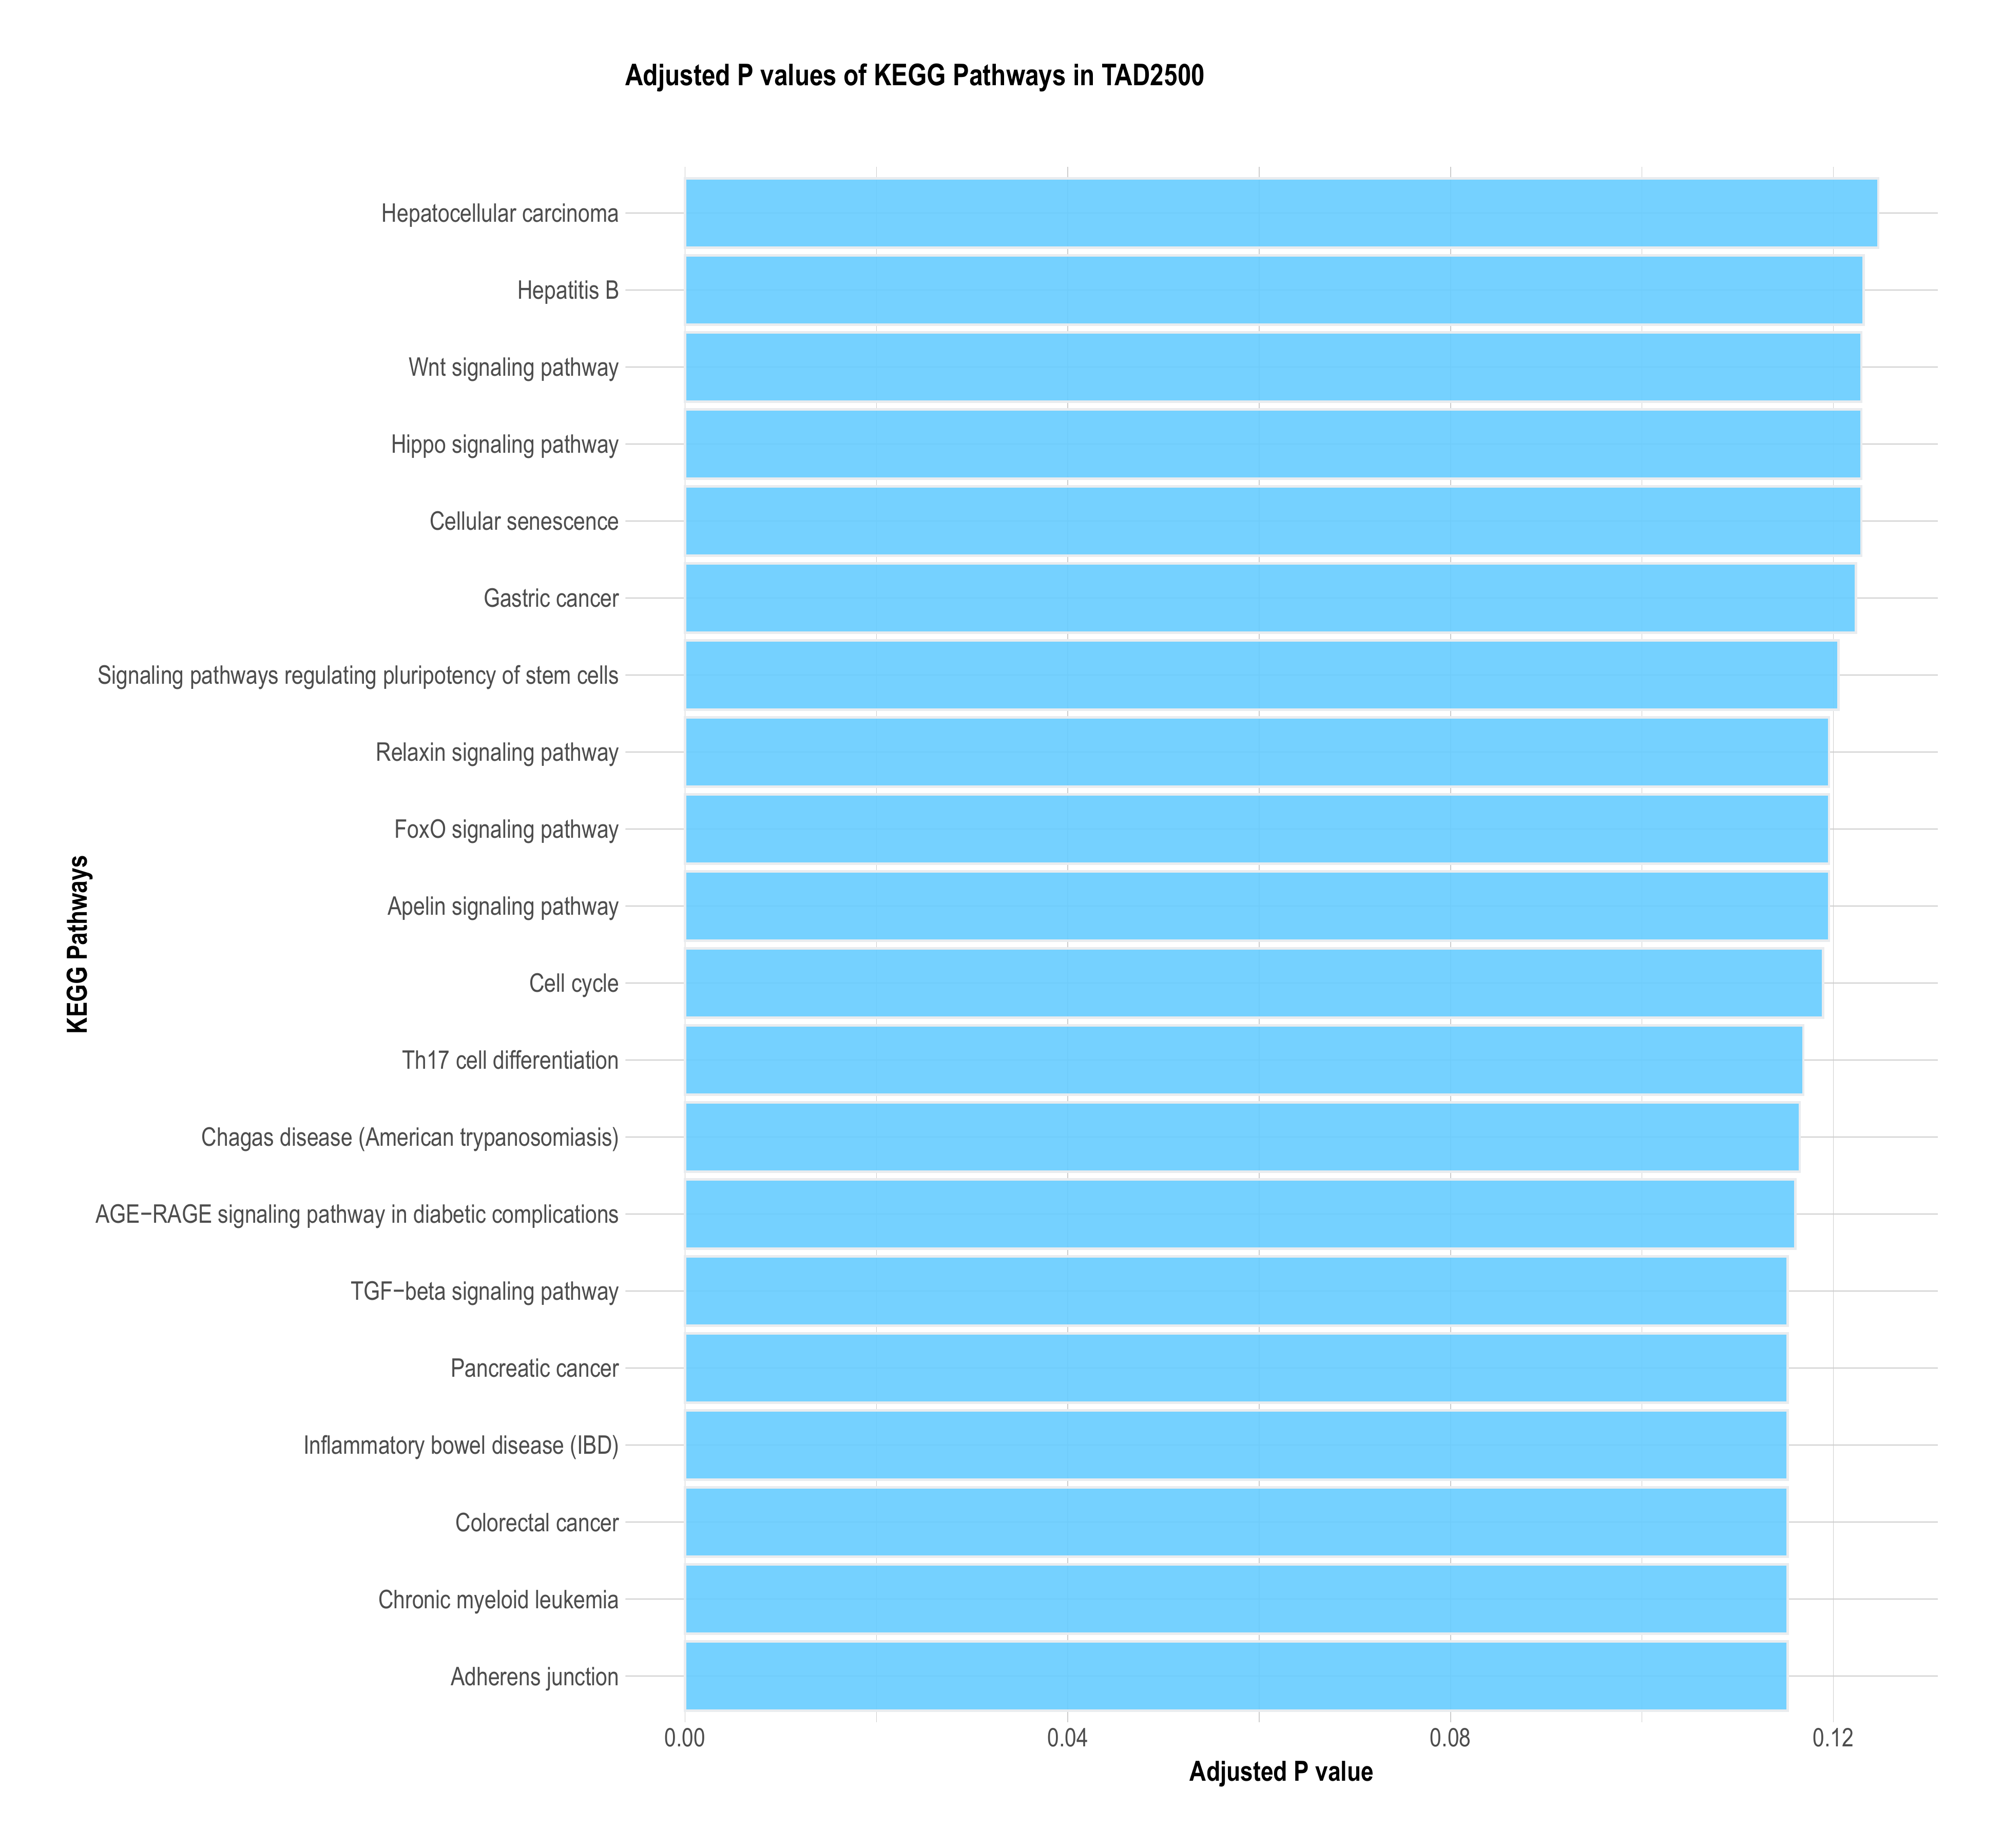 Adjusted P values of KEGG Pathways in TAD2500
KEGG Pathways
Hepatocellular carcinoma
Hepatitis B
Wnt signaling pathway
Hippo signaling pathway
Cellular senescence
Gastric cancer
Signaling pathways regulating pluripotency of stem cells
Relaxin signaling pathway
FoxO signaling pathway
Apelin signaling pathway
Cell cycle
Th17 cell differentiation
Chagas disease (American trypanosomiasis)
AGE−RAGE signaling pathway in diabetic complications
TGF−beta signaling pathway
Pancreatic cancer
Inflammatory bowel disease (IBD)
Colorectal cancer
Chronic myeloid leukemia
Adherens junction
0.00 0.04 0.08 0.12
Adjusted P value